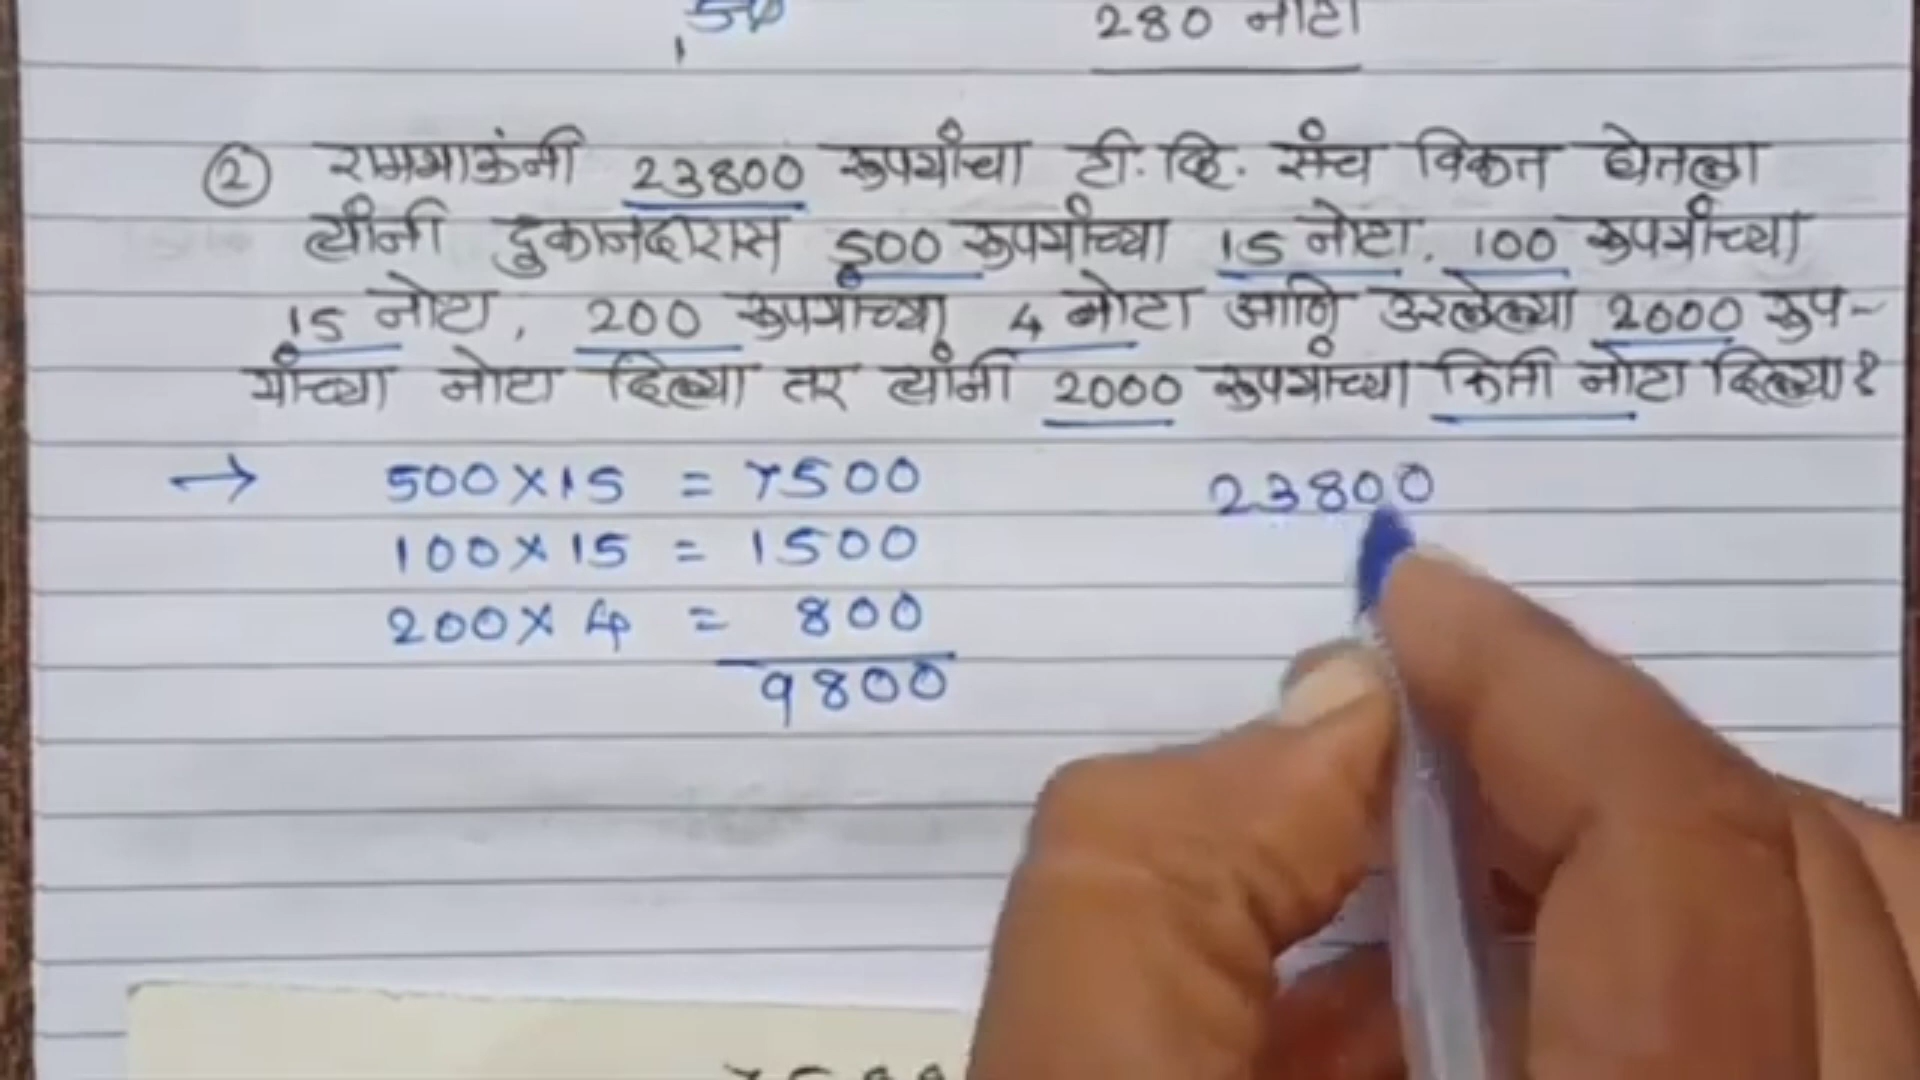 280 नोटा
② रामभाऊंनी 23800 रुपयांचा टी.व्हि. संच विकत घेतला
त्यांनी दुकानदारास 500 रुपयांच्या 15 नोटा, 100 रुपयांच्या
15 नोटा, 200 रुपयांच्या 4 नोटा आणि उरलेल्या 2000 रुप-
यांच्या नोटा दिल्या तर त्यांनी 2000 रुपयांच्या किती नोटा दिल्या?
→ 500×15 = 7500 23800
100×15 = 1500
200×4 = 800
9800